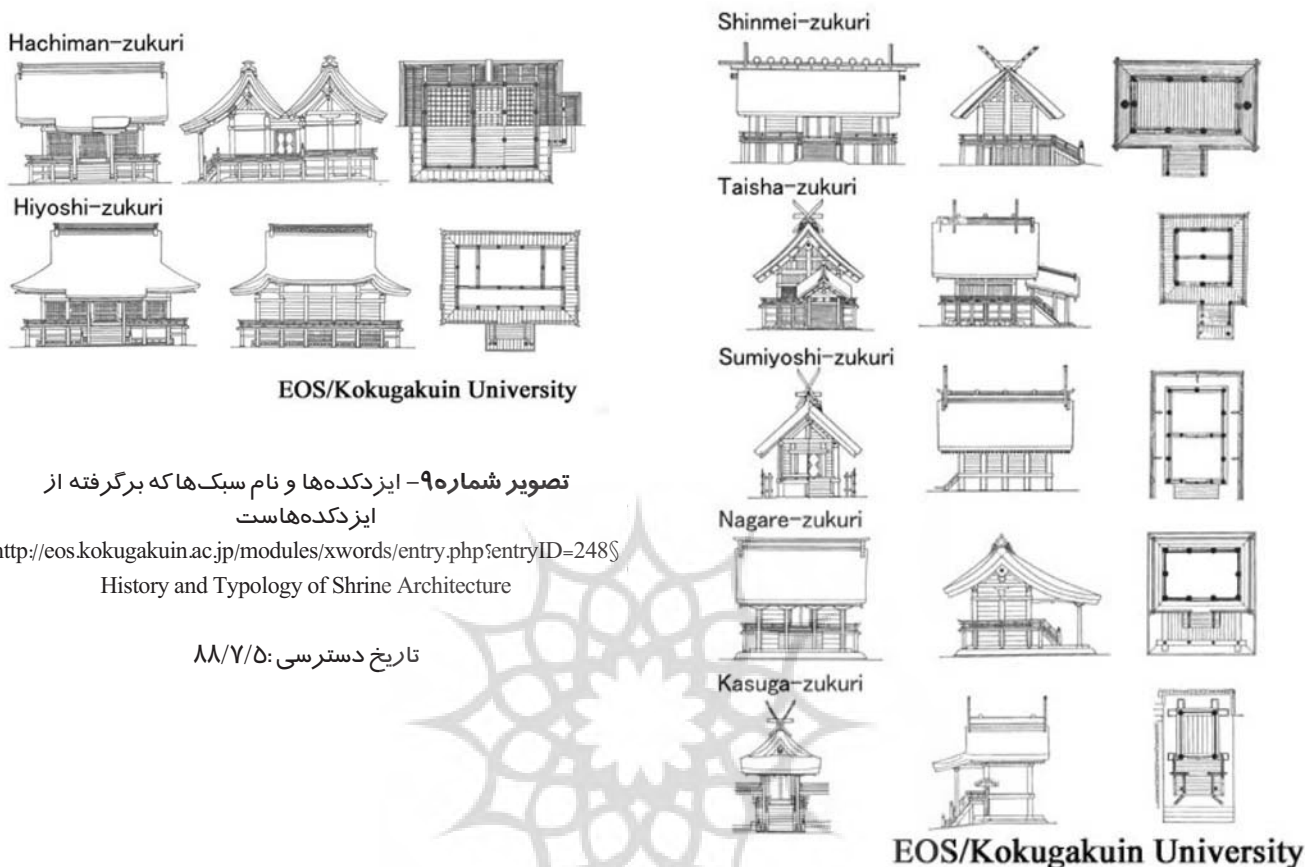 Hachiman-zukuri
Hiyoshi-zukuri
EOS/Kokugakuin University
تصویر شماره۹- ایزدکده‌ها و نام سبک‌ها که برگرفته از
ایزدکده‌هاست
http://eos.kokugakuin.ac.jp/modules/xwords/entry.php؟entryID=248§
History and Typology of Shrine Architecture
تاریخ دسترسی :۸۸/۷/۵
Shinmei-zukuri
Taisha-zukuri
Sumiyoshi-zukuri
Nagare-zukuri
Kasuga-zukuri
EOS/Kokugakuin University